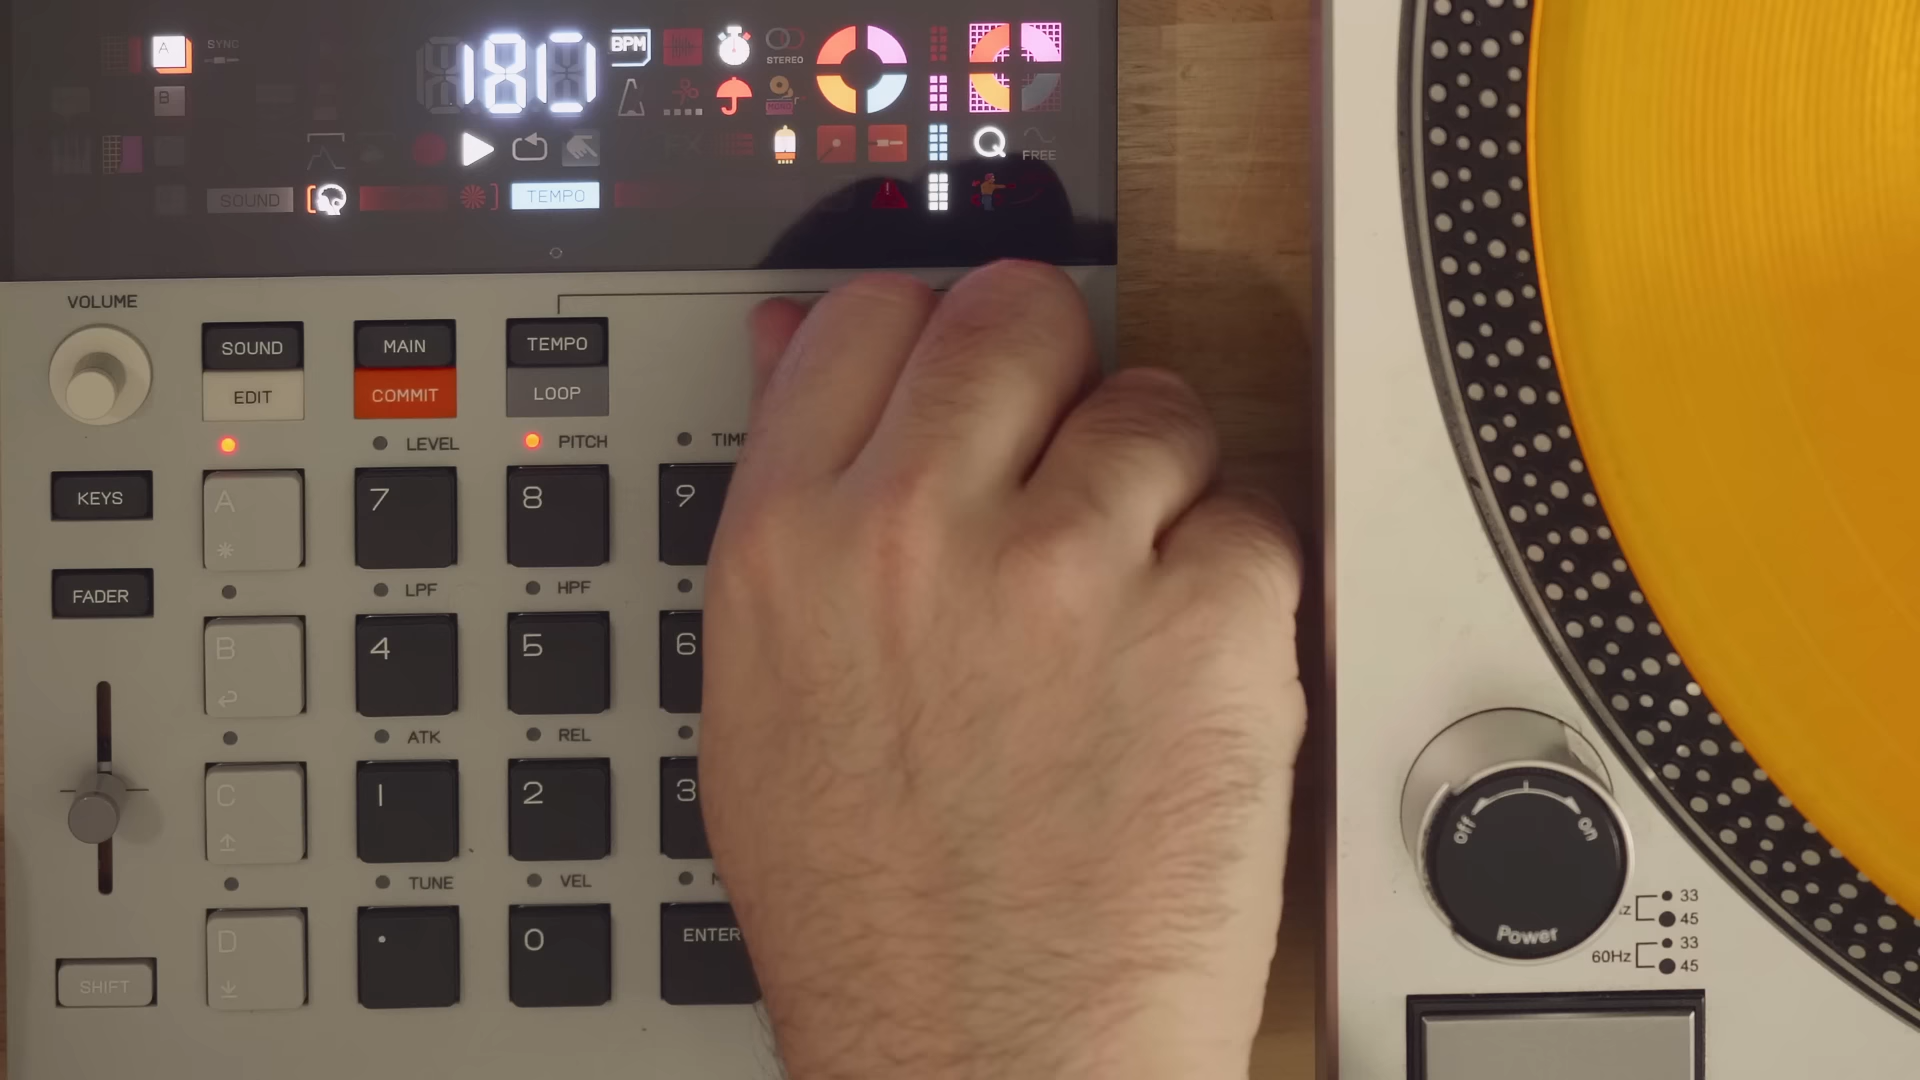 A
SYNC
180
BPM
STEREO
B
MONO
FX
Q
FREE
SOUND
TEMPO
VOLUME
SOUND
MAIN
TEMPO
EDIT
COMMIT
LOOP
LEVEL
PITCH
KEYS
A
7
8
9
LPF
HPF
FADER
B
4
5
6
ATK
REL
C
1
2
3
TUNE
VEL
SHIFT
D
.
0
ENTER
off
on
Power
33
45
60Hz
33
45